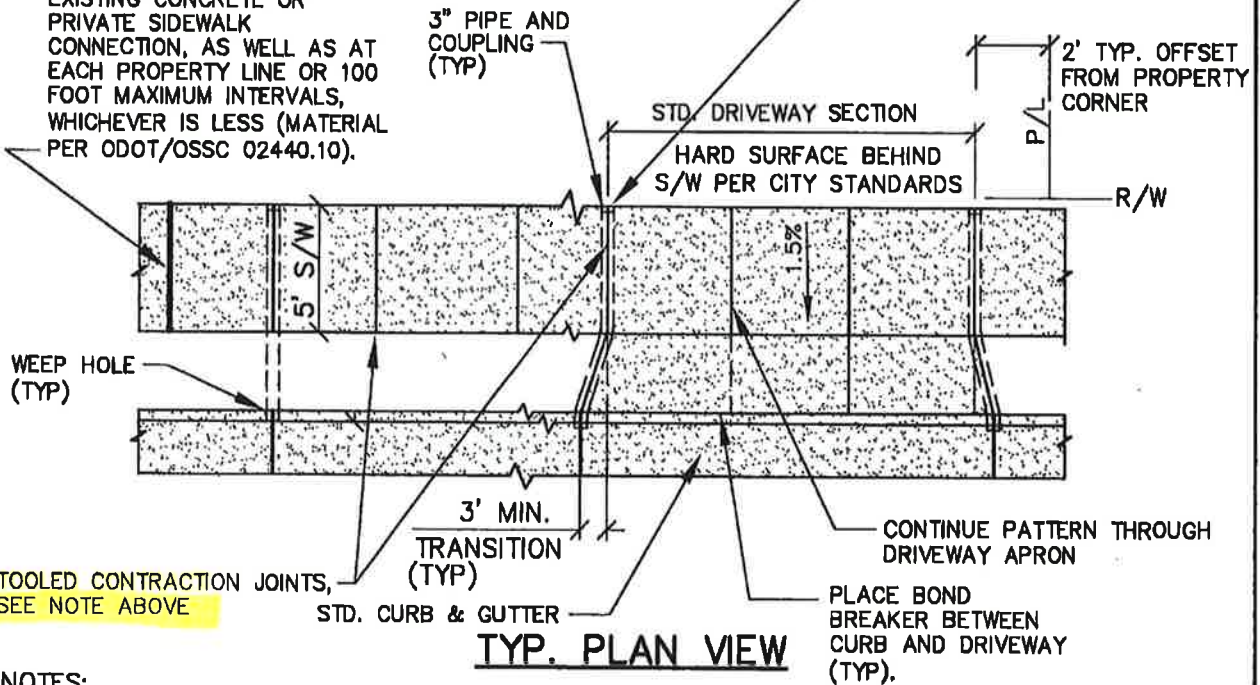 EXISTING CONCRETE OR
PRIVATE SIDEWALK
CONNECTION, AS WELL AS AT
EACH PROPERTY LINE OR 100
FOOT MAXIMUM INTERVALS,
WHICHEVER IS LESS (MATERIAL
PER ODOT/OSSC 02440.10).
3" PIPE AND
COUPLING
(TYP)
2' TYP. OFFSET
FROM PROPERTY
CORNER
P/L
STD. DRIVEWAY SECTION
HARD SURFACE BEHIND
S/W PER CITY STANDARDS
R/W
5' S/W
1.5%
WEEP HOLE
(TYP)
3' MIN.
TRANSITION
(TYP)
CONTINUE PATTERN THROUGH
DRIVEWAY APRON
TOOLED CONTRACTION JOINTS,
SEE NOTE ABOVE
STD. CURB & GUTTER
PLACE BOND
BREAKER BETWEEN
CURB AND DRIVEWAY
(TYP).
TYP. PLAN VIEW
NOTES: